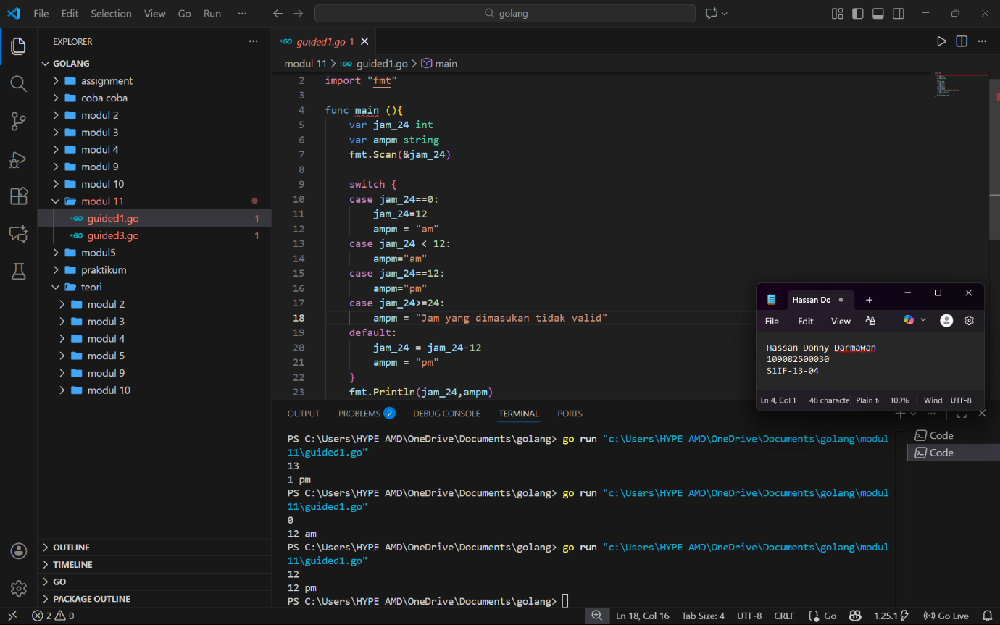 File Edit Selection View Go Run ··· golang
EXPLORER ···
GOLANG
assignment
coba coba
modul 2
modul 3
modul 4
modul 9
modul 10
modul 11
guided1.go 1
guided3.go 1
modul5
praktikum
teori
modul 2
modul 3
modul 4
modul 5
modul 9
modul 10
OUTLINE
TIMELINE
GO
PACKAGE OUTLINE
guided1.go 1
modul 11 > guided1.go > main
2 import "fmt"
3
4 func main (){
5 var jam_24 int
6 var ampm string
7 fmt.Scan(&jam_24)
8
9 switch {
10 case jam_24==0:
11 jam_24=12
12 ampm = "am"
13 case jam_24 < 12:
14 ampm="am"
15 case jam_24==12:
16 ampm="pm"
17 case jam_24>=24:
18 ampm = "Jam yang dimasukan tidak valid"
19 default:
20 jam_24 = jam_24-12
21 ampm = "pm"
22 }
23 fmt.Println(jam_24,ampm)
Hassan Do
File Edit View
Hassan Donny Darmawan
109082500030
S1IF-13-04
Ln 4, Col 1 46 characte Plain t 100% Wind UTF-8
OUTPUT PROBLEMS 2 DEBUG CONSOLE TERMINAL PORTS
PS C:\Users\HYPE AMD\OneDrive\Documents\golang> go run "c:\Users\HYPE AMD\OneDrive\Documents\golang\modul
11\guided1.go"
13
1 pm
PS C:\Users\HYPE AMD\OneDrive\Documents\golang> go run "c:\Users\HYPE AMD\OneDrive\Documents\golang\modul
11\guided1.go"
0
12 am
PS C:\Users\HYPE AMD\OneDrive\Documents\golang> go run "c:\Users\HYPE AMD\OneDrive\Documents\golang\modul
11\guided1.go"
12
12 pm
PS C:\Users\HYPE AMD\OneDrive\Documents\golang>
Code
Code
2 0 Ln 18, Col 16 Tab Size: 4 UTF-8 CRLF Go 1.25.1 Go Live